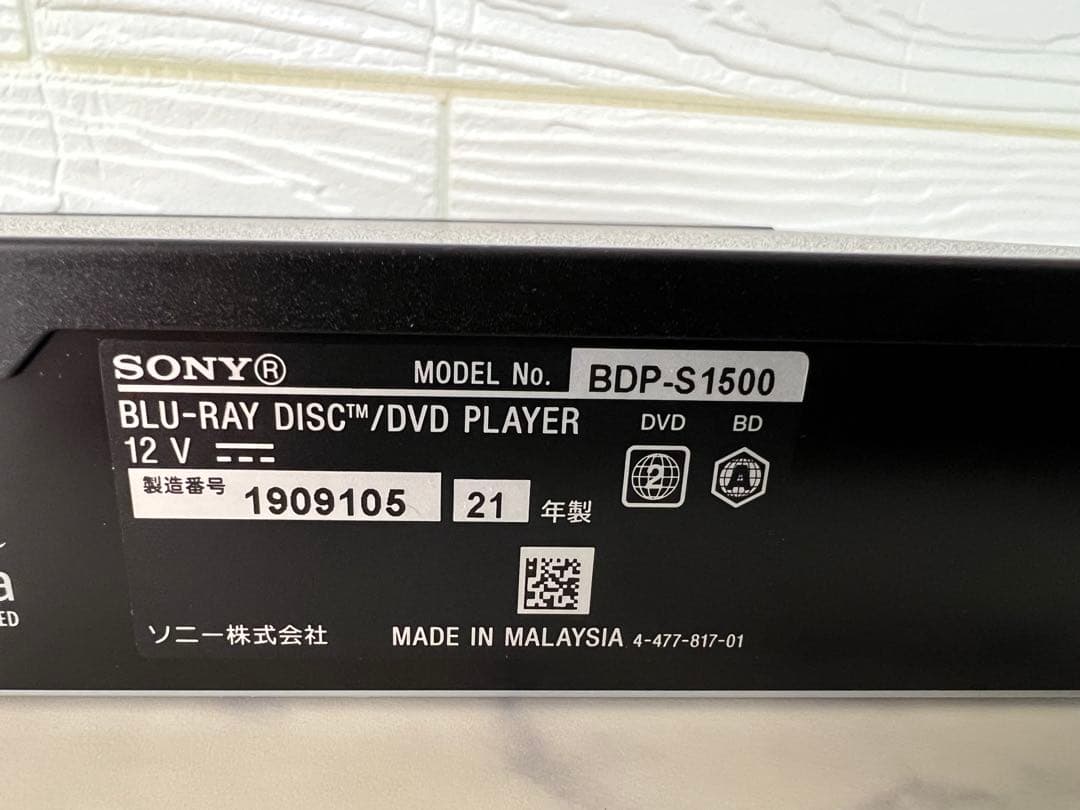 SONY® MODEL No. BDP-S1500
BLU-RAY DISC™/DVD PLAYER DVD BD
12 V
2 A
製造番号 1909105 21 年製
a
ED
ソニー株式会社 MADE IN MALAYSIA 4-477-817-01